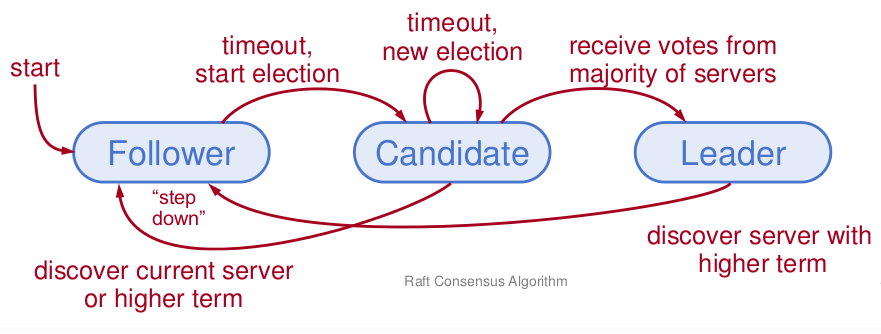 start
timeout,
start election
timeout,
new election
receive votes from
majority of servers
Follower
Candidate
Leader
“step
down”
discover current server
or higher term
discover server with
higher term
Raft Consensus Algorithm